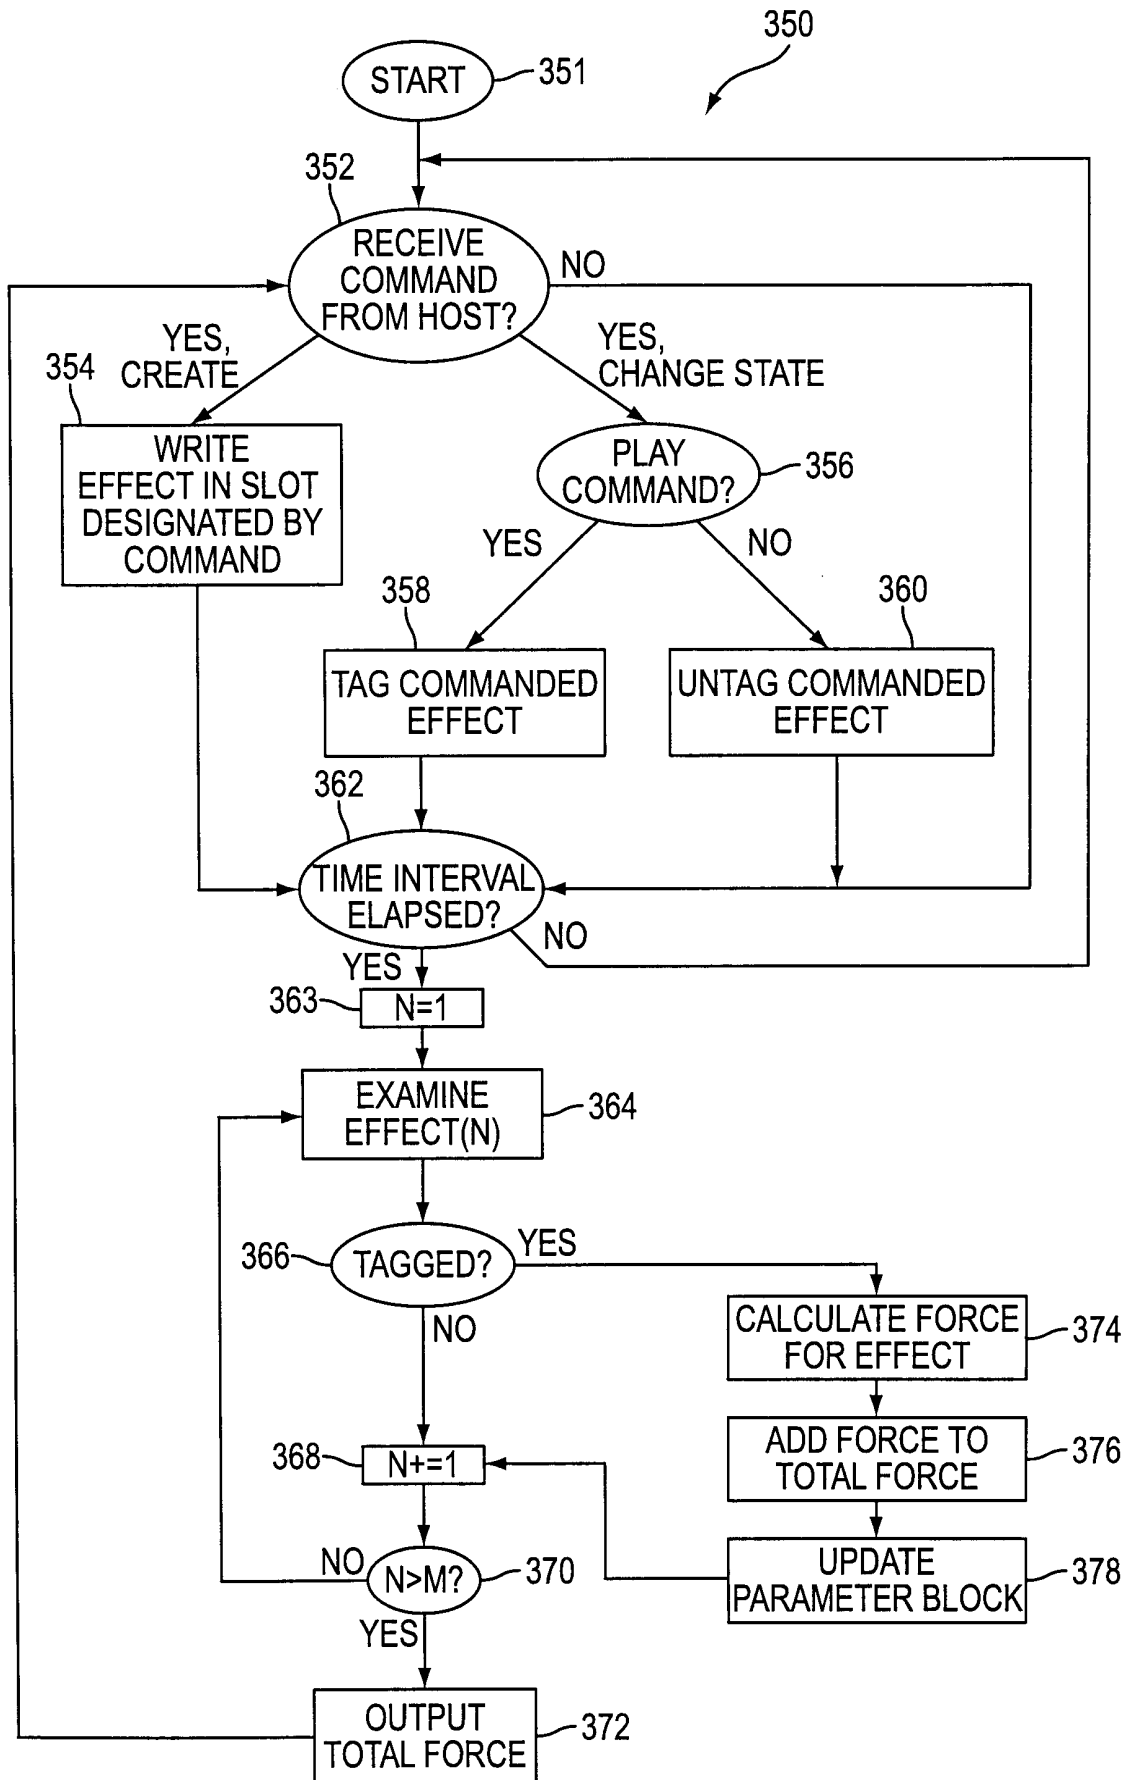 350
START
351
352
RECEIVE
COMMAND
FROM HOST?
NO
YES,
CREATE
YES,
CHANGE STATE
354
WRITE
EFFECT IN SLOT
DESIGNATED BY
COMMAND
PLAY
COMMAND?
356
YES
NO
358
360
TAG COMMANDED
EFFECT
UNTAG COMMANDED
EFFECT
362
TIME INTERVAL
ELAPSED?
NO
YES
363
N=1
EXAMINE
EFFECT(N)
364
366
TAGGED?
YES
NO
CALCULATE FORCE
FOR EFFECT
374
368
N+=1
ADD FORCE TO
TOTAL FORCE
376
NO
N>M?
370
UPDATE
PARAMETER BLOCK
378
YES
OUTPUT
TOTAL FORCE
372